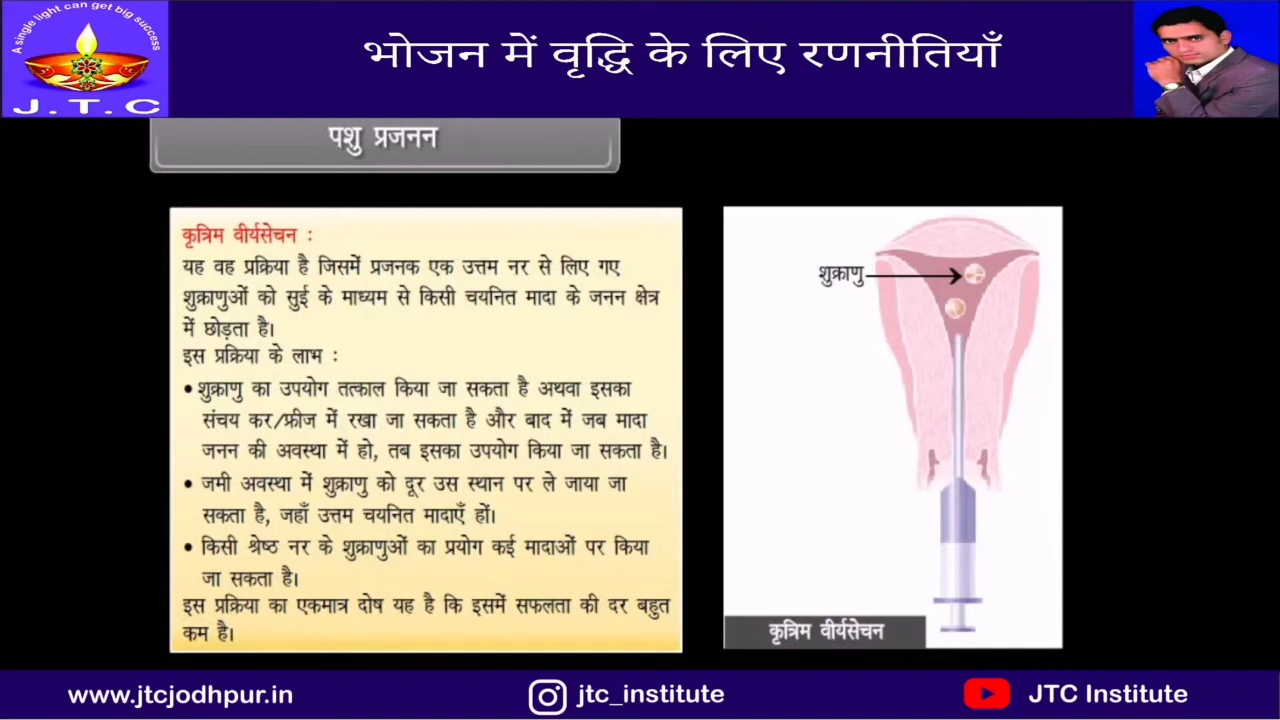 A single light can get big success
J.T.C
भोजन में वृद्धि के लिए रणनीतियाँ
पशु प्रजनन
कृत्रिम वीर्यसेचन :
यह वह प्रक्रिया है जिसमें प्रजनक एक उत्तम नर से लिए गए
शुक्राणुओं को सुई के माध्यम से किसी चयनित मादा के जनन क्षेत्र
में छोड़ता है।
इस प्रक्रिया के लाभ :
• शुक्राणु का उपयोग तत्काल किया जा सकता है अथवा इसका
संचय कर/फ्रीज में रखा जा सकता है और बाद में जब मादा
जनन की अवस्था में हो, तब इसका उपयोग किया जा सकता है।
• जमी अवस्था में शुक्राणु को दूर उस स्थान पर ले जाया जा
सकता है, जहाँ उत्तम चयनित मादाएँ हों।
• किसी श्रेष्ठ नर के शुक्राणुओं का प्रयोग कई मादाओं पर किया
जा सकता है।
इस प्रक्रिया का एकमात्र दोष यह है कि इसमें सफलता की दर बहुत
कम है।
शुक्राणु
कृत्रिम वीर्यसेचन
www.jtcjodhpur.in
jtc_institute
JTC Institute